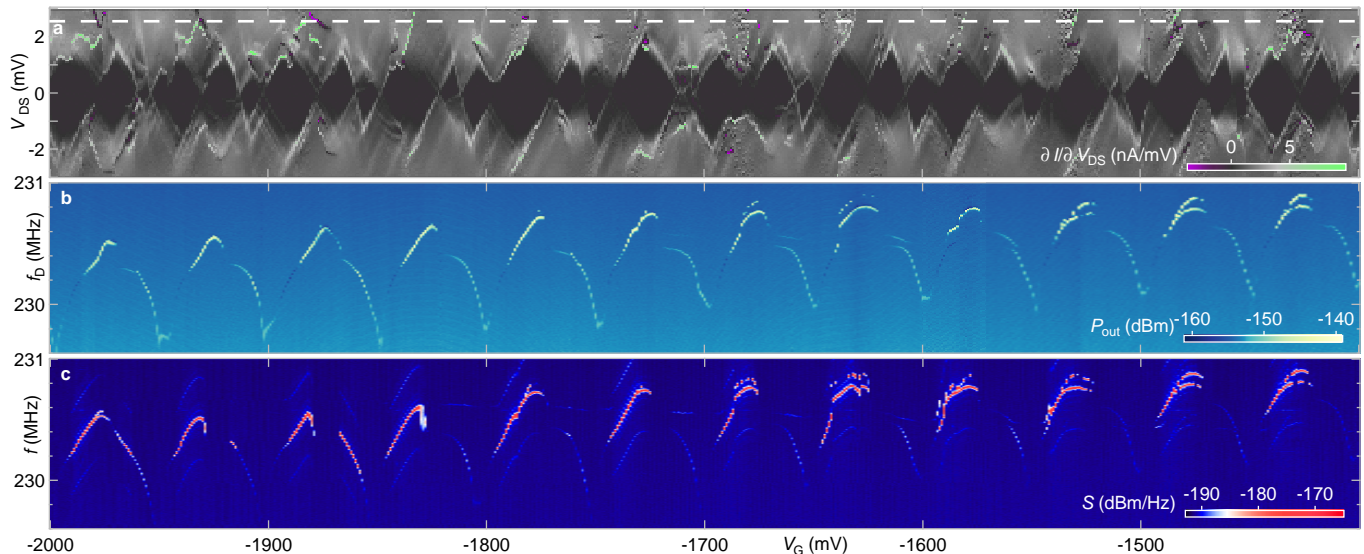 a
2
0
-2
V_DS (mV)
∂ I/∂ V_DS (nA/mV)
0 5
231
b
230
f_D (MHz)
P_out (dBm)
-160 -150 -140
231
c
230
f (MHz)
S (dBm/Hz)
-190 -180 -170
-2000 -1900 -1800 -1700 -1600 -1500
V_G (mV)